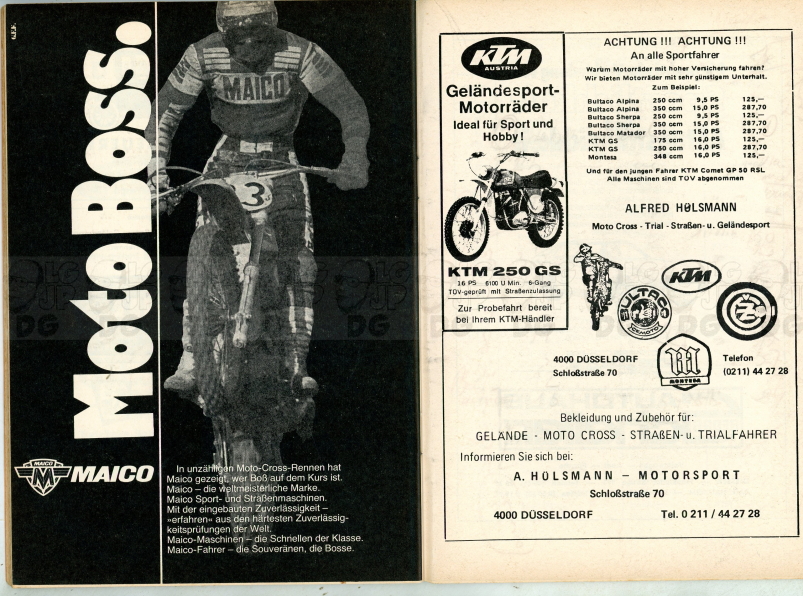 G.F.F.
Moto Boss.
MAICO
3
MAICO
MAICO
In unzähligen Moto-Cross-Rennen hat
Maico gezeigt, wer Boß auf dem Kurs ist.
Maico – die weltmeisterliche Marke.
Maico Sport- und Straßenmaschinen.
Mit der eingebauten Zuverlässigkeit –
»erfahren« aus den härtesten Zuverlässig-
keitsprüfungen der Welt.
Maico-Maschinen – die Schnellen der Klasse.
Maico-Fahrer – die Souveränen, die Bosse.
KTM
AUSTRIA
Geländesport-
Motorräder
Ideal für Sport und
Hobby!
KTM 250 GS
16 PS 6100 U Min. 6-Gang
TÜV-geprüft mit Straßenzulassung
Zur Probefahrt bereit
bei Ihrem KTM-Händler
ACHTUNG !!! ACHTUNG !!!
An alle Sportfahrer
Warum Motorräder mit hoher Versicherung fahren?
Wir bieten Motorräder mit sehr günstigem Unterhalt.
Zum Beispiel:
Bultaco Alpina 250 ccm 9,5 PS 125,—
Bultaco Alpina 350 ccm 15,0 PS 287,70
Bultaco Sherpa 250 ccm 9,5 PS 125,—
Bultaco Sherpa 350 ccm 15,0 PS 287,70
Bultaco Matador 350 ccm 15,0 PS 287,70
KTM GS 175 ccm 16,0 PS 125,—
KTM GS 250 ccm 16,0 PS 287,70
Montesa 348 ccm 16,0 PS 125,—
Und für den jungen Fahrer KTM Comet GP 50 RSL
Alle Maschinen sind TÜV abgenommen
ALFRED HÜLSMANN
Moto Cross - Trial - Straßen- u. Geländesport
KTM
BULTACO
CEMOTO
CZ
M
MONTESA
4000 DÜSSELDORF
Schloßstraße 70
Telefon
(0211) 44 27 28
Bekleidung und Zubehör für:
GELÄNDE - MOTO CROSS - STRAßEN- u. TRIALFAHRER
Informieren Sie sich bei:
A. HÜLSMANN – MOTORSPORT
Schloßstraße 70
4000 DÜSSELDORF Tel. 0 211 / 44 27 28